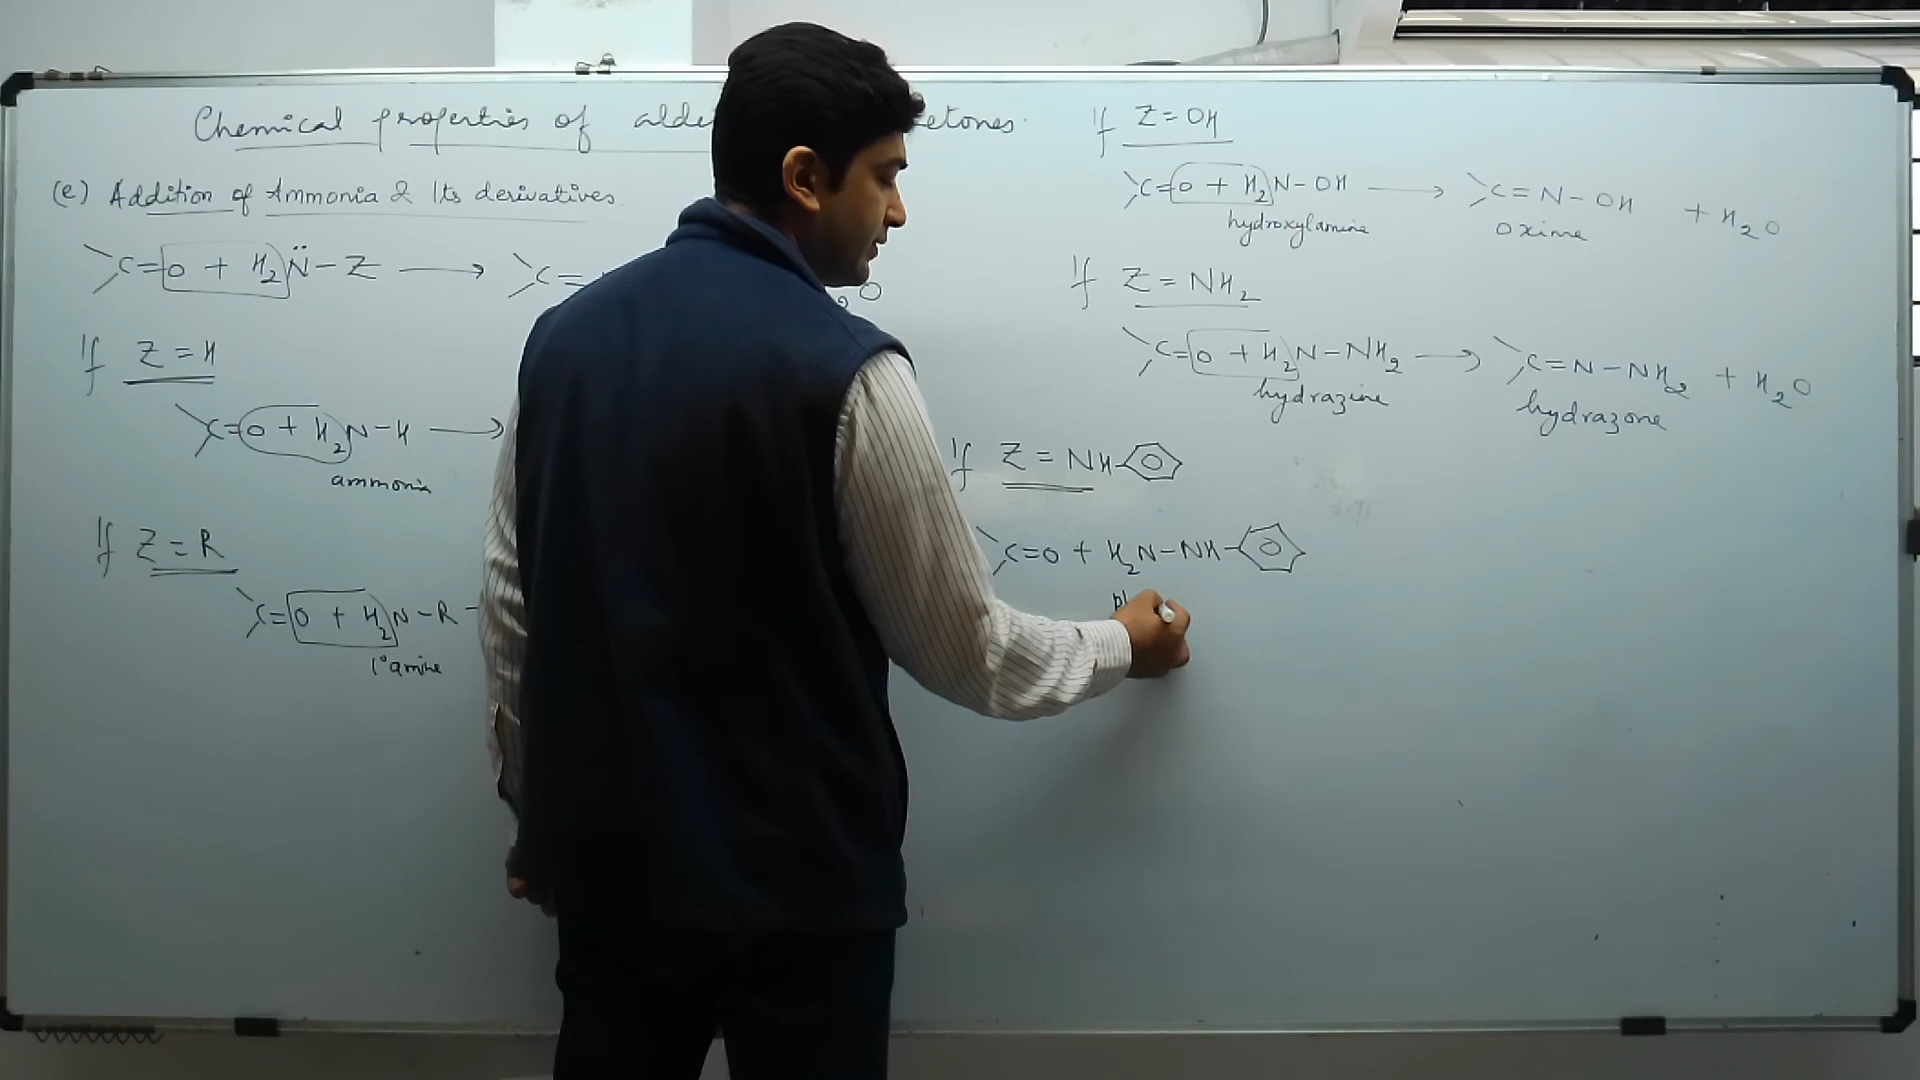 Chemical properties of alde etones.
(e) Addition of Ammonia & Its derivatives
C=O + H₂N̈-Z ⟶ C= ₂O
If Z = H
C=O + H₂N-H ⟶
ammonia
If Z = R
C=O + H₂N-R -
1° amine
If Z = OH
C=O + H₂N-OH ⟶ C=N-OH + H₂O
hydroxylamine oxime
If Z = NH₂
C=O + H₂N-NH₂ ⟶ C=N-NH₂ + H₂O
hydrazine hydrazone
If Z = NH-
C=O + H₂N-NH-
ph